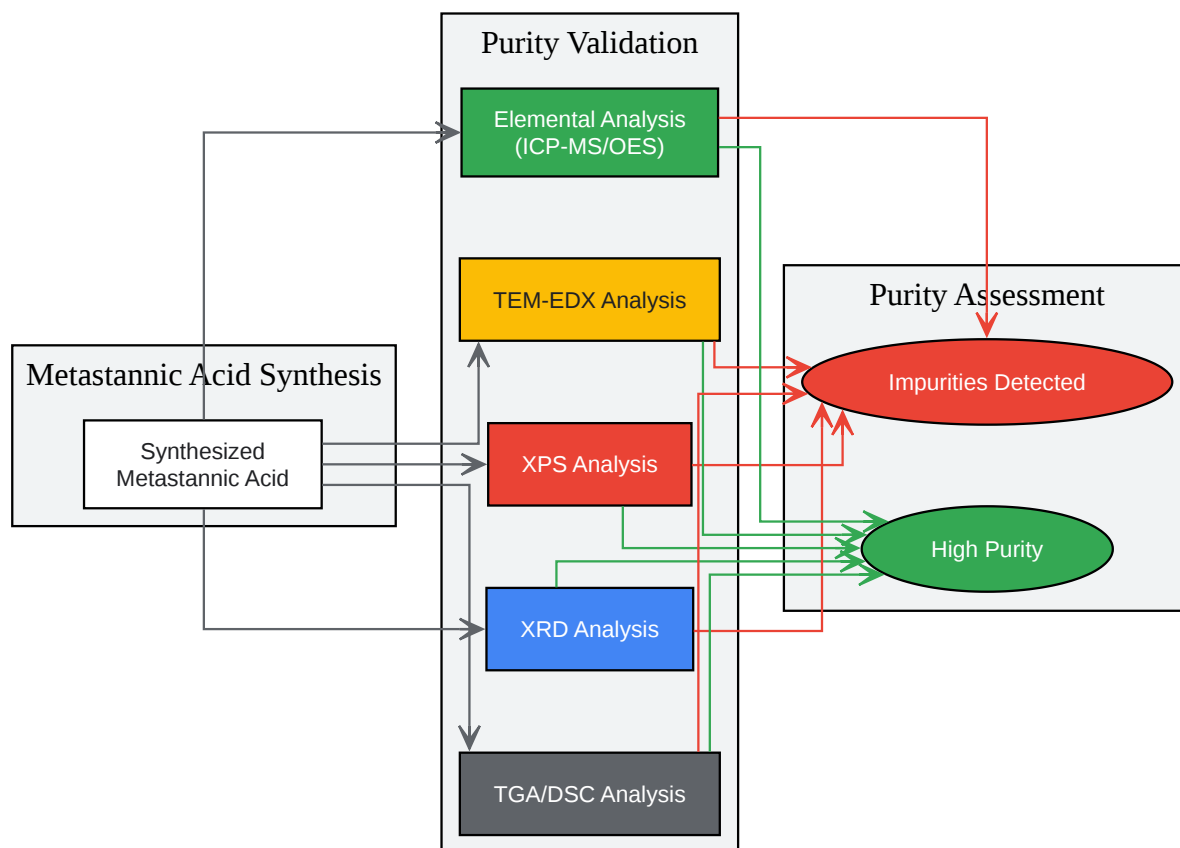 Purity Validation
Elemental Analysis
(ICP-MS/OES)
TEM-EDX Analysis
Purity Assessment
Impurities Detected
Metastannic Acid Synthesis
Synthesized
Metastannic Acid
XPS Analysis
High Purity
XRD Analysis
TGA/DSC Analysis